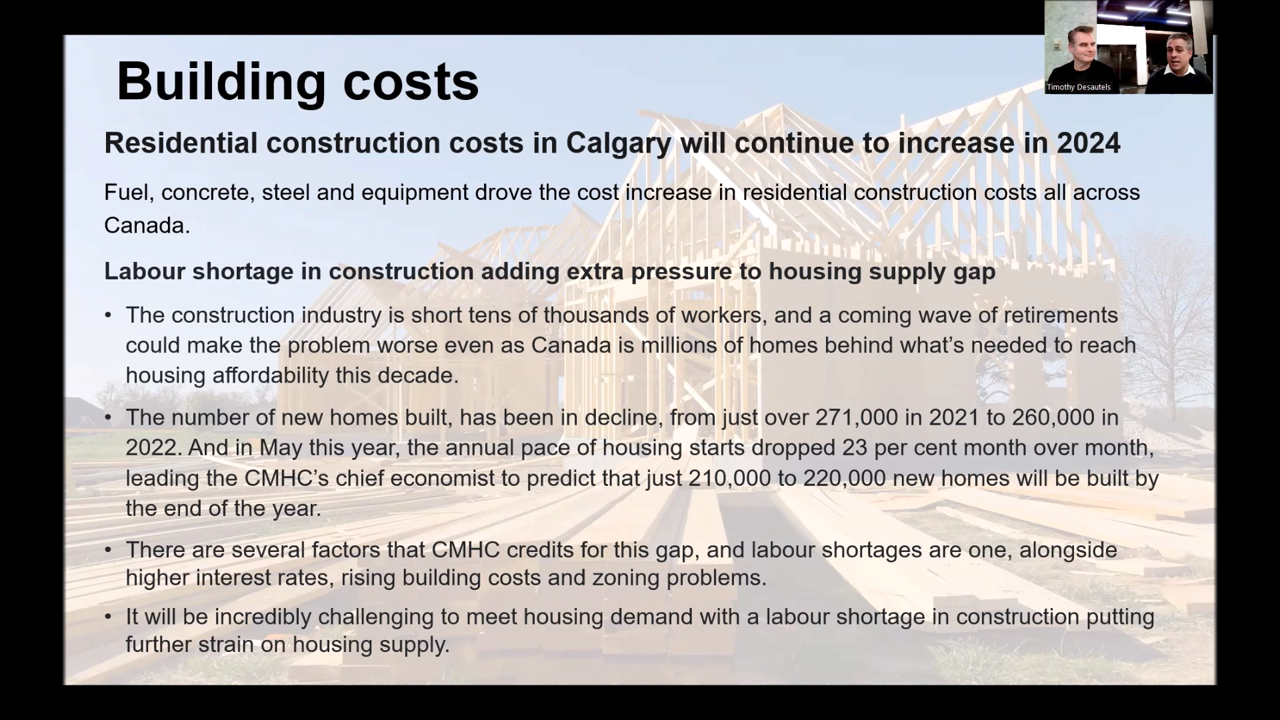 Timothy Desautels
Building costs
Residential construction costs in Calgary will continue to increase in 2024
Fuel, concrete, steel and equipment drove the cost increase in residential construction costs all across
Canada.
Labour shortage in construction adding extra pressure to housing supply gap
• The construction industry is short tens of thousands of workers, and a coming wave of retirements
could make the problem worse even as Canada is millions of homes behind what's needed to reach
housing affordability this decade.
• The number of new homes built, has been in decline, from just over 271,000 in 2021 to 260,000 in
2022. And in May this year, the annual pace of housing starts dropped 23 per cent month over month,
leading the CMHC's chief economist to predict that just 210,000 to 220,000 new homes will be built by
the end of the year.
• There are several factors that CMHC credits for this gap, and labour shortages are one, alongside
higher interest rates, rising building costs and zoning problems.
• It will be incredibly challenging to meet housing demand with a labour shortage in construction putting
further strain on housing supply.